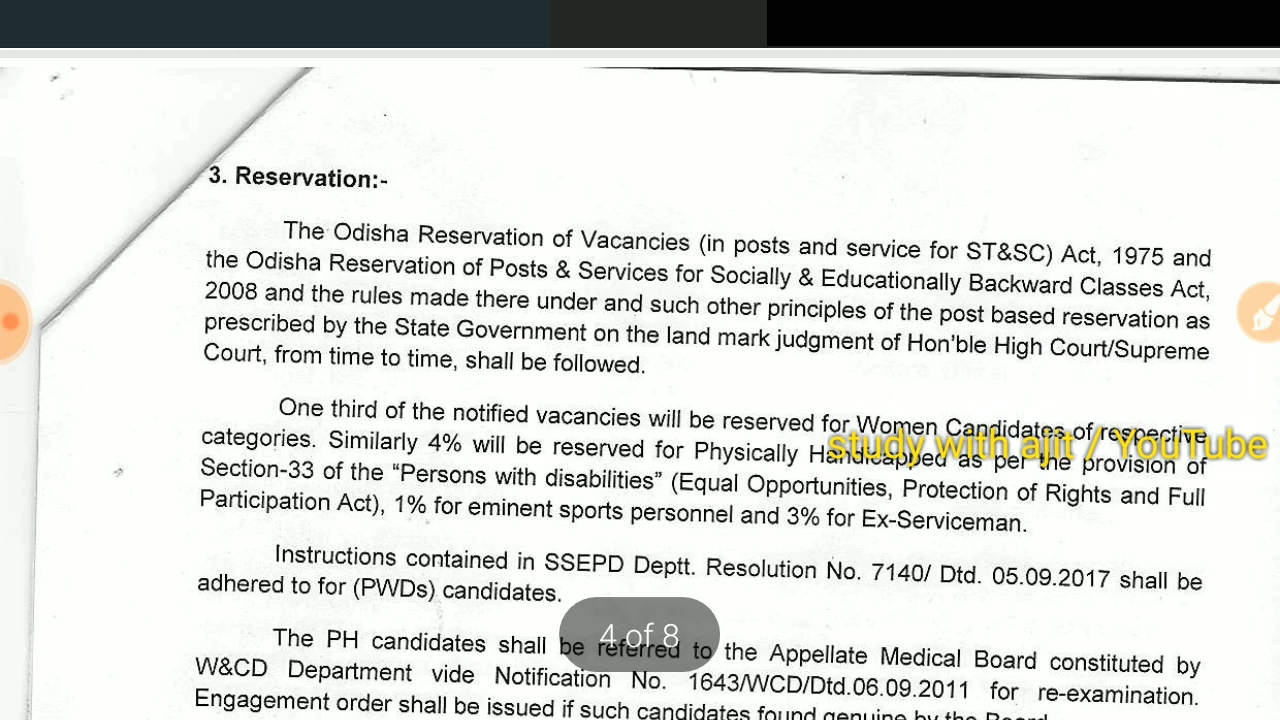 3. Reservation:-
The Odisha Reservation of Vacancies (in posts and service for ST&SC) Act, 1975 and
the Odisha Reservation of Posts & Services for Socially & Educationally Backward Classes Act,
2008 and the rules made there under and such other principles of the post based reservation as
prescribed by the State Government on the land mark judgment of Hon'ble High Court/Supreme
Court, from time to time, shall be followed.
One third of the notified vacancies will be reserved for Women Candidates of respective
categories. Similarly 4% will be reserved for Physically Handicapped as per the provision of
study with ajit / YouTube
Section-33 of the “Persons with disabilities” (Equal Opportunities, Protection of Rights and Full
Participation Act), 1% for eminent sports personnel and 3% for Ex-Serviceman.
Instructions contained in SSEPD Deptt. Resolution No. 7140/ Dtd. 05.09.2017 shall be
adhered to for (PWDs) candidates.
4 of 8
The PH candidates shall be referred to the Appellate Medical Board constituted by
W&CD Department vide Notification No. 1643/WCD/Dtd.06.09.2011 for re-examination.
Engagement order shall be issued if such candidates found genuine by the Board